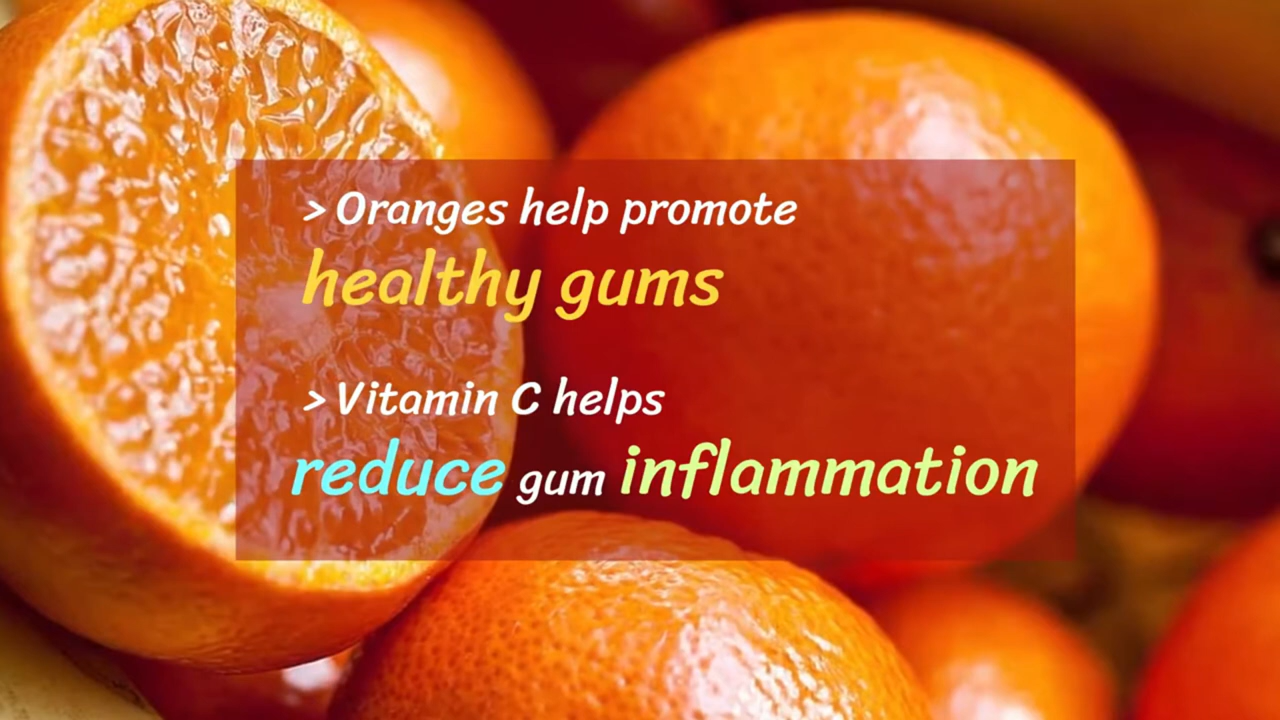 > Oranges help promote
healthy gums
> Vitamin C helps
reduce gum inflammation